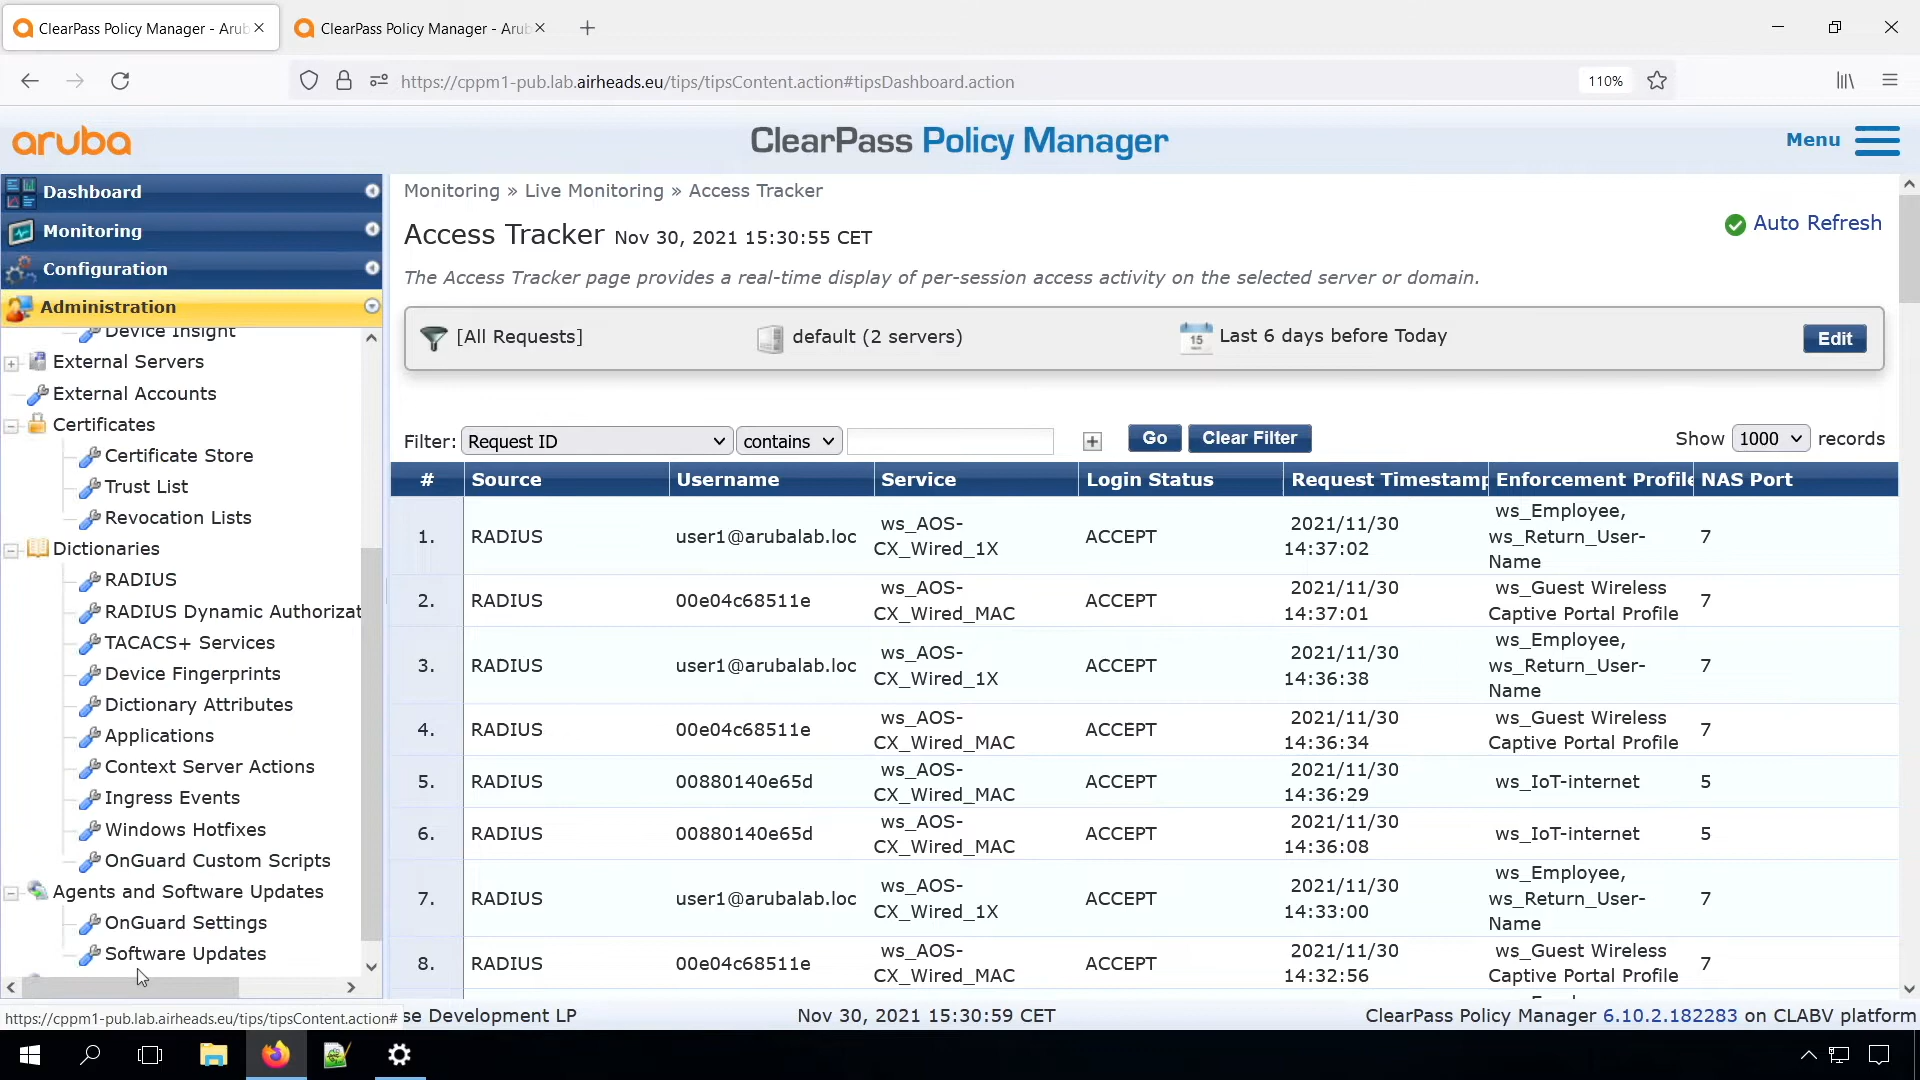 ClearPass Policy Manager - Arub
ClearPass Policy Manager - Arub
https://cppm1-pub.lab.airheads.eu/tips/tipsContent.action#tipsDashboard.action
110%
aruba
ClearPass Policy Manager
Menu
Dashboard
Monitoring
Configuration
Administration
Device Insight
External Servers
External Accounts
Certificates
Certificate Store
Trust List
Revocation Lists
Dictionaries
RADIUS
RADIUS Dynamic Authorizat
TACACS+ Services
Device Fingerprints
Dictionary Attributes
Applications
Context Server Actions
Ingress Events
Windows Hotfixes
OnGuard Custom Scripts
Agents and Software Updates
OnGuard Settings
Software Updates
Monitoring » Live Monitoring » Access Tracker
Access Tracker Nov 30, 2021 15:30:55 CET
Auto Refresh
The Access Tracker page provides a real-time display of per-session access activity on the selected server or domain.
[All Requests]
default (2 servers)
15
Last 6 days before Today
Edit
Filter: Request ID contains + Go Clear Filter
Show 1000 records
# Source Username Service Login Status Request Timestamp Enforcement Profile NAS Port
1. RADIUS user1@arubalab.loc ws_AOS-CX_Wired_1X ACCEPT 2021/11/30 14:37:02 ws_Employee, ws_Return_User-Name 7
2. RADIUS 00e04c68511e ws_AOS-CX_Wired_MAC ACCEPT 2021/11/30 14:37:01 ws_Guest Wireless Captive Portal Profile 7
3. RADIUS user1@arubalab.loc ws_AOS-CX_Wired_1X ACCEPT 2021/11/30 14:36:38 ws_Employee, ws_Return_User-Name 7
4. RADIUS 00e04c68511e ws_AOS-CX_Wired_MAC ACCEPT 2021/11/30 14:36:34 ws_Guest Wireless Captive Portal Profile 7
5. RADIUS 00880140e65d ws_AOS-CX_Wired_MAC ACCEPT 2021/11/30 14:36:29 ws_IoT-internet 5
6. RADIUS 00880140e65d ws_AOS-CX_Wired_MAC ACCEPT 2021/11/30 14:36:08 ws_IoT-internet 5
7. RADIUS user1@arubalab.loc ws_AOS-CX_Wired_1X ACCEPT 2021/11/30 14:33:00 ws_Employee, ws_Return_User-Name 7
8. RADIUS 00e04c68511e ws_AOS-CX_Wired_MAC ACCEPT 2021/11/30 14:32:56 ws_Guest Wireless Captive Portal Profile 7
https://cppm1-pub.lab.airheads.eu/tips/tipsContent.action#
se Development LP
Nov 30, 2021 15:30:59 CET
ClearPass Policy Manager 6.10.2.182283 on CLABV platform